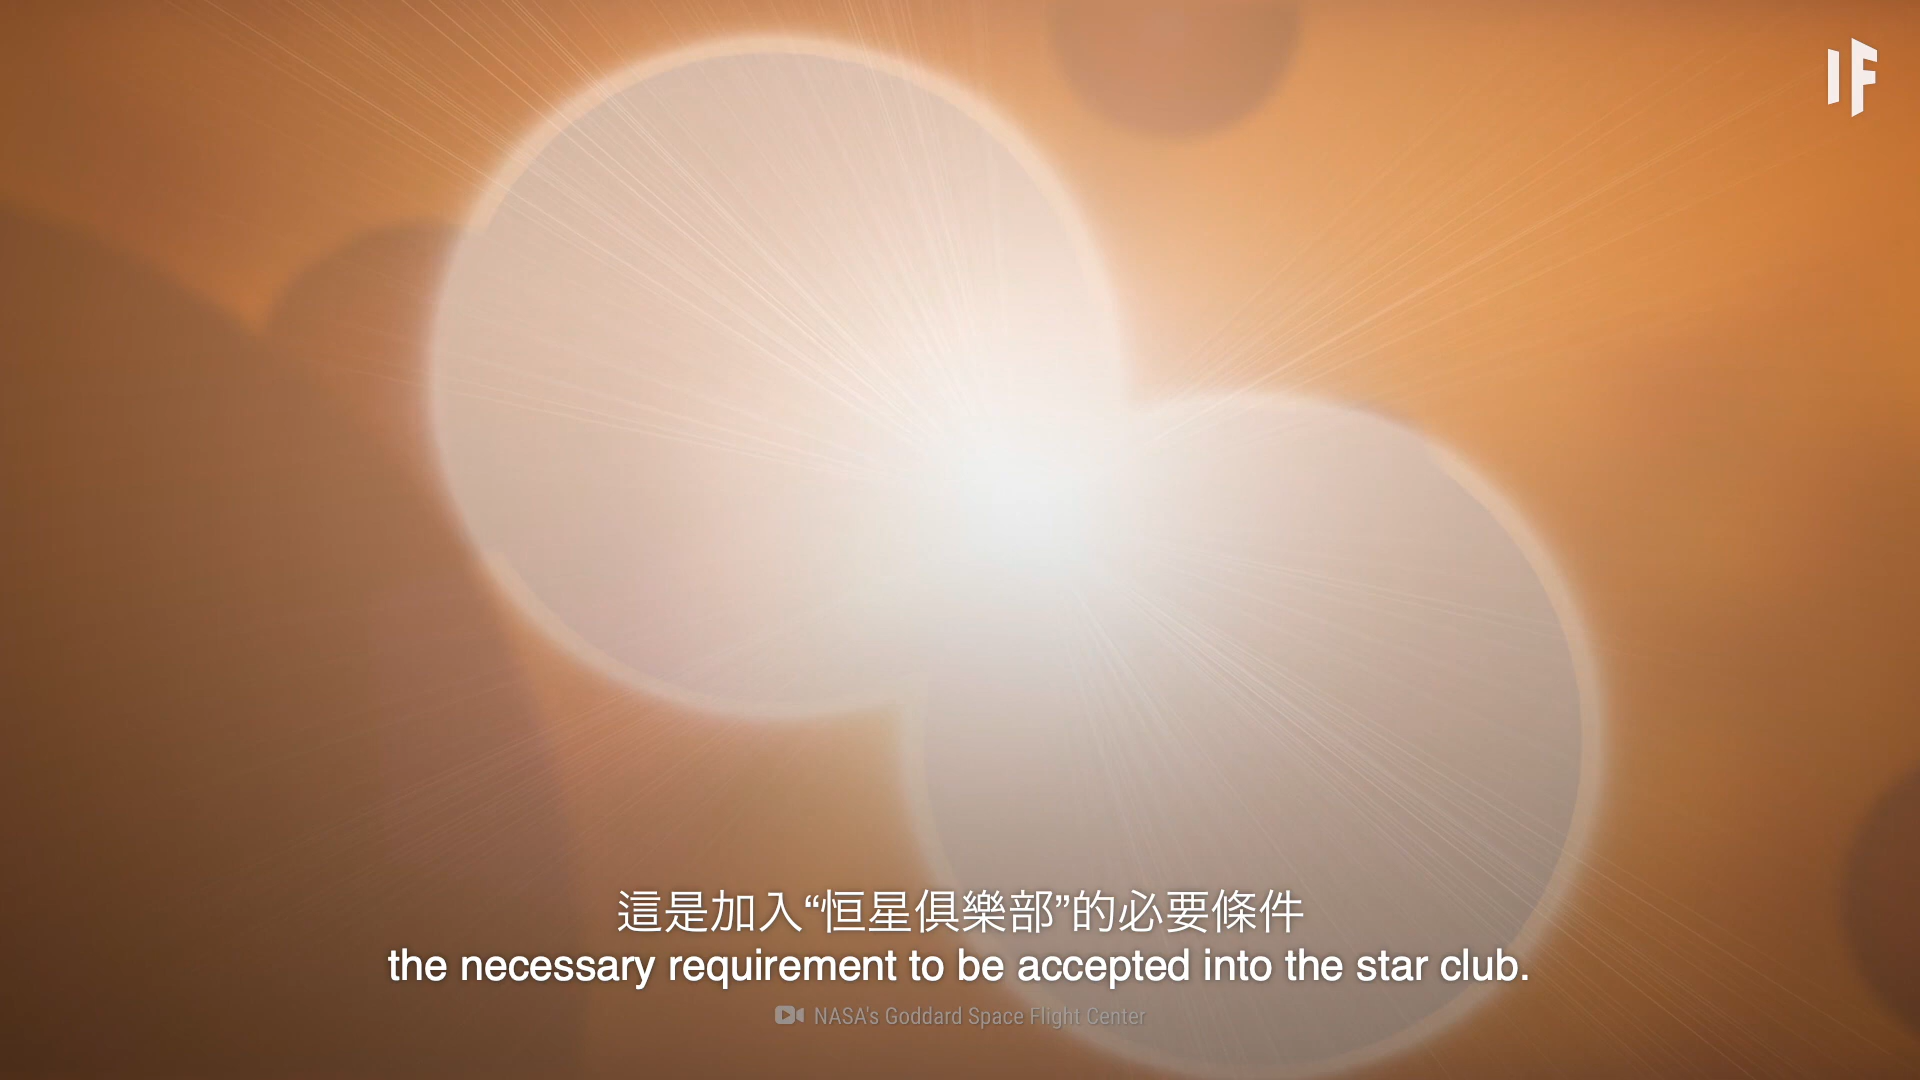 IF
這是加入“恒星俱樂部”的必要條件
the necessary requirement to be accepted into the star club.
NASA's Goddard Space Flight Center